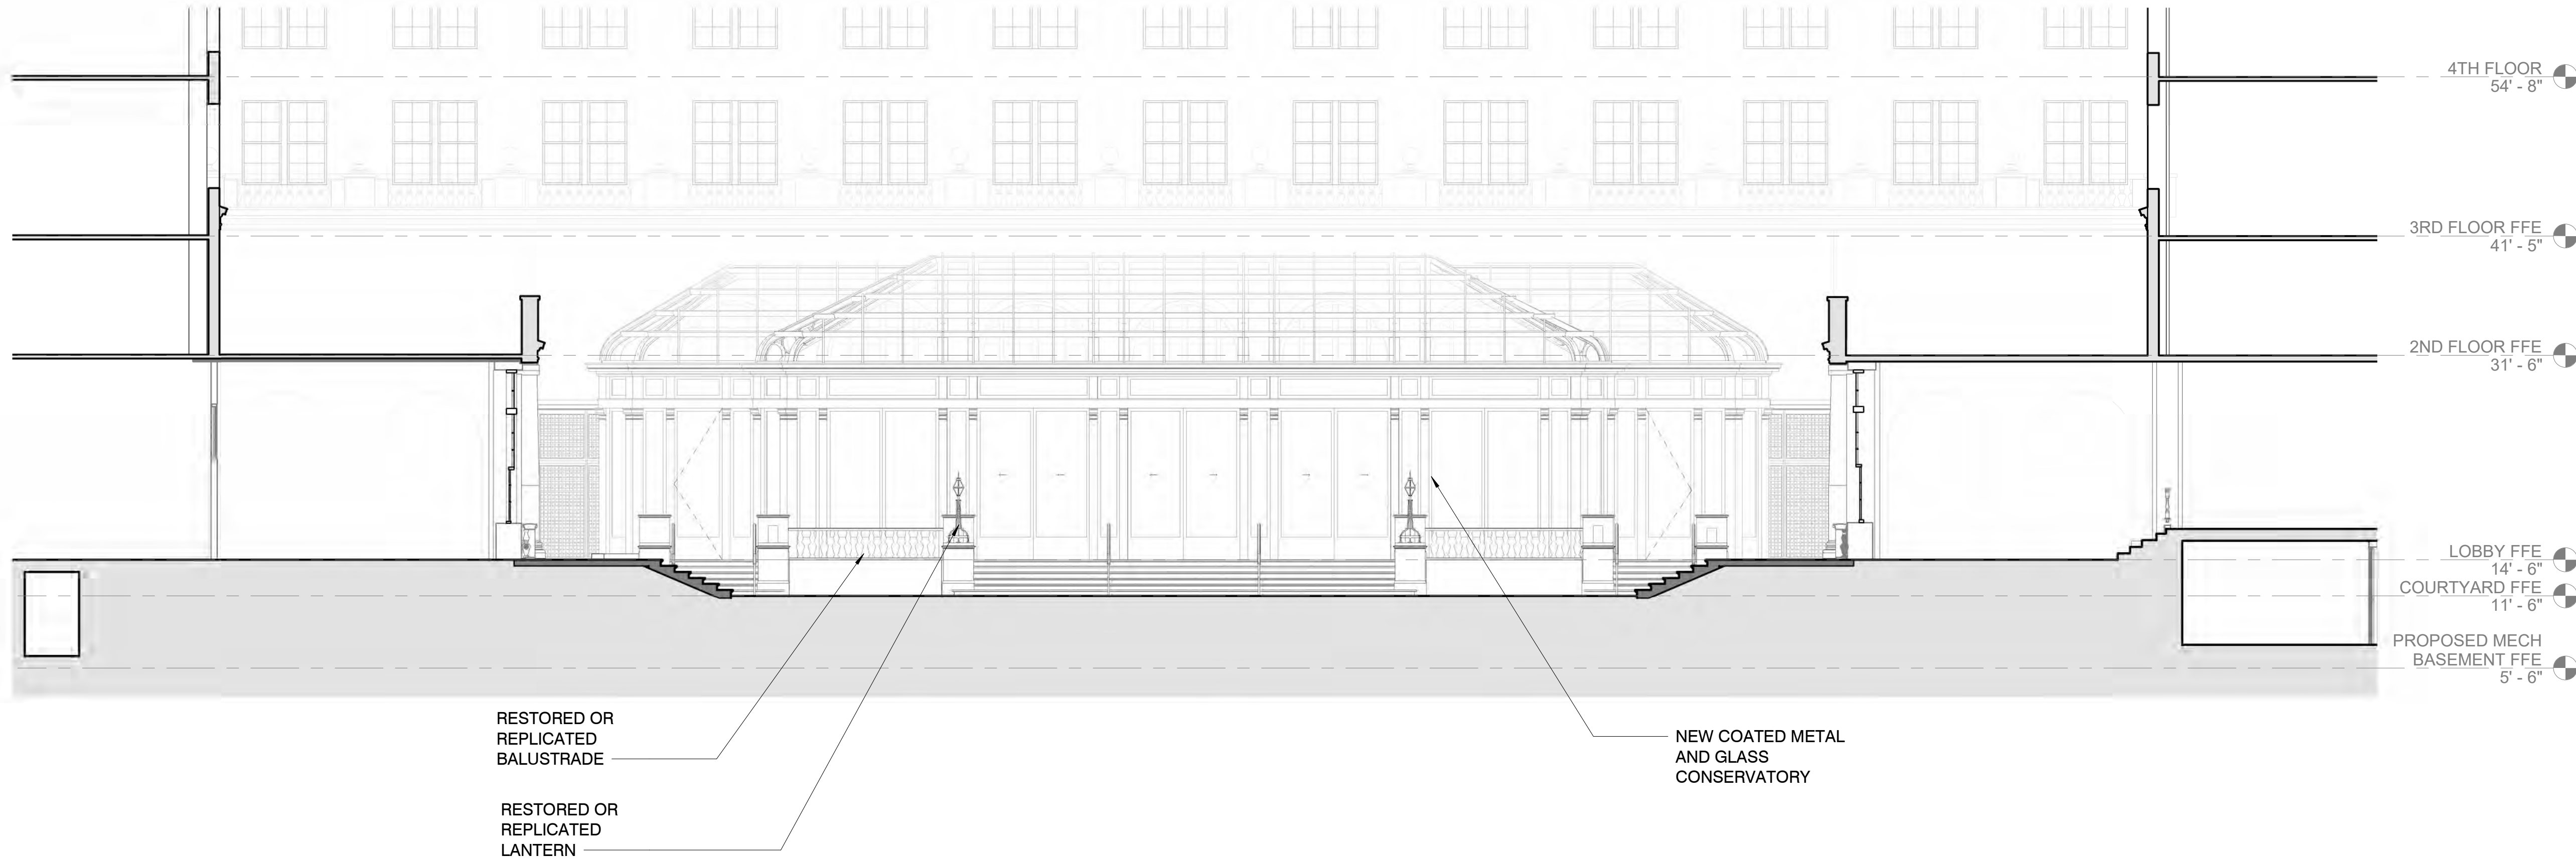 4TH FLOOR
54' - 8"
3RD FLOOR FFE
41' - 5"
2ND FLOOR FFE
31' - 6"
LOBBY FFE
14' - 6"
COURTYARD FFE
11' - 6"
PROPOSED MECH
BASEMENT FFE
5' - 6"
RESTORED OR
REPLICATED
BALUSTRADE
RESTORED OR
REPLICATED
LANTERN
NEW COATED METAL
AND GLASS
CONSERVATORY